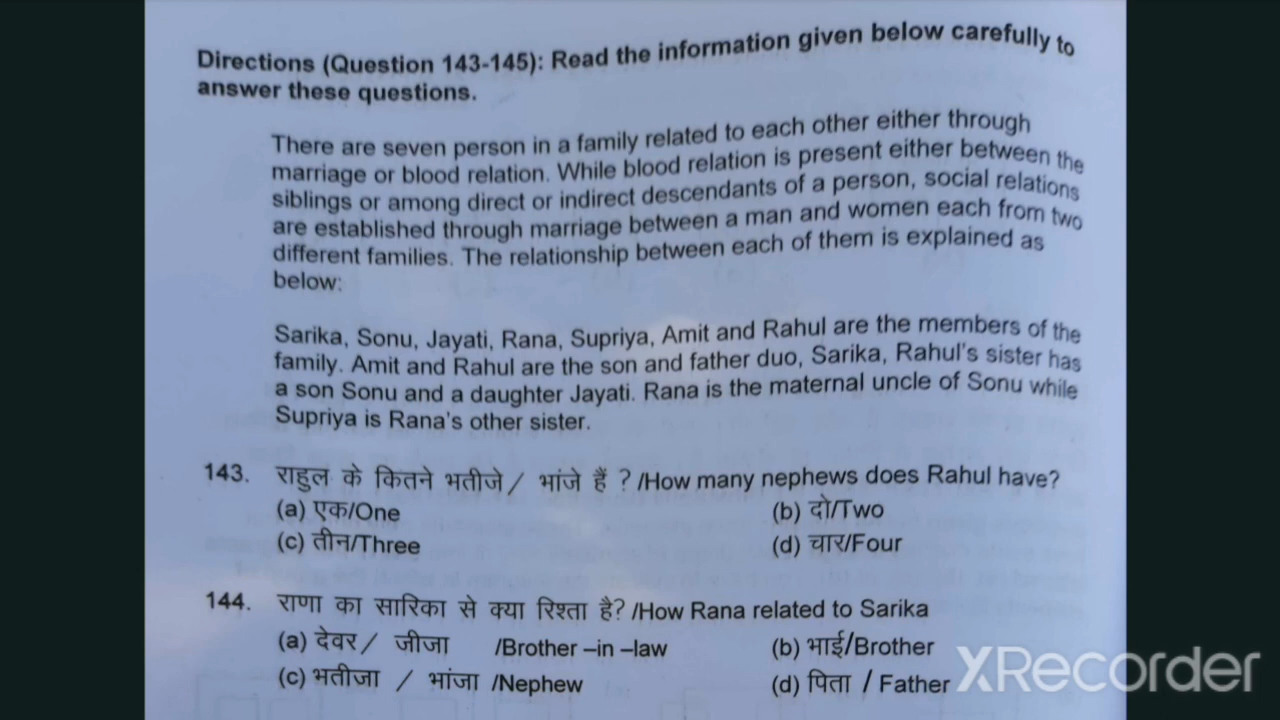 Directions (Question 143-145): Read the information given below carefully to
answer these questions.
There are seven person in a family related to each other either through
marriage or blood relation. While blood relation is present either between the
siblings or among direct or indirect descendants of a person, social relations
are established through marriage between a man and women each from two
different families. The relationship between each of them is explained as
below:
Sarika, Sonu, Jayati, Rana, Supriya, Amit and Rahul are the members of the
family. Amit and Rahul are the son and father duo, Sarika, Rahul's sister has
a son Sonu and a daughter Jayati. Rana is the maternal uncle of Sonu while
Supriya is Rana's other sister.
143. राहुल के कितने भतीजे / भांजे हैं ? /How many nephews does Rahul have?
(a) एक/One (b) दो/Two
(c) तीन/Three (d) चार/Four
144. राणा का सारिका से क्या रिश्ता है? /How Rana related to Sarika
(a) देवर / जीजा /Brother –in –law (b) भाई/Brother
(c) भतीजा / भांजा /Nephew (d) पिता / Father
XRecorder